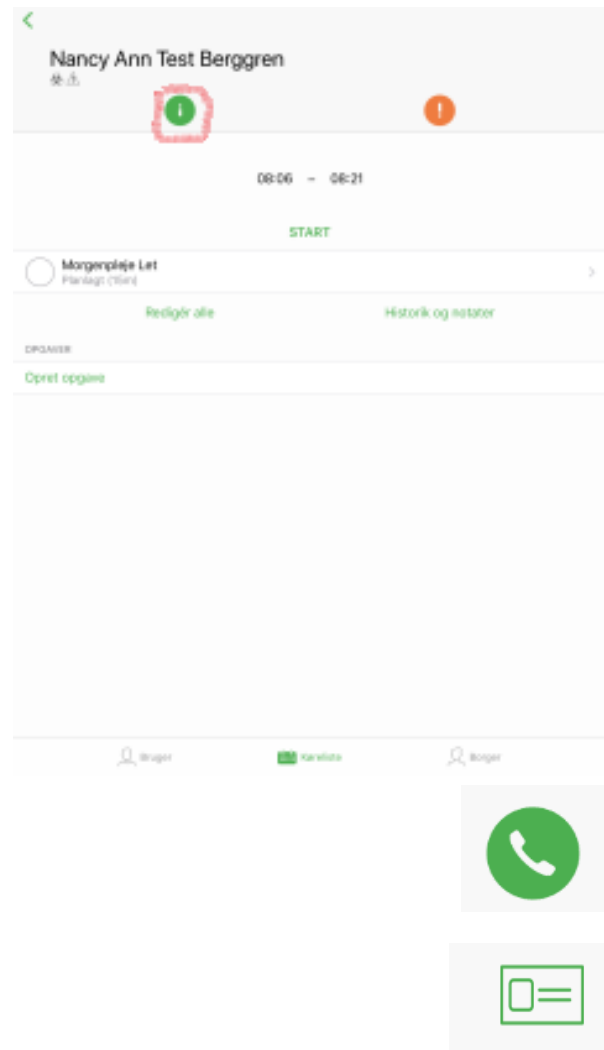 Nancy Ann Test Berggren
08:06 – 08:21
START
Morgenpleje Let
Planlagt (15m)
Redigér alle
Historik og notater
OPGAVER
Opret opgave
Bruger
Køreliste
Borger